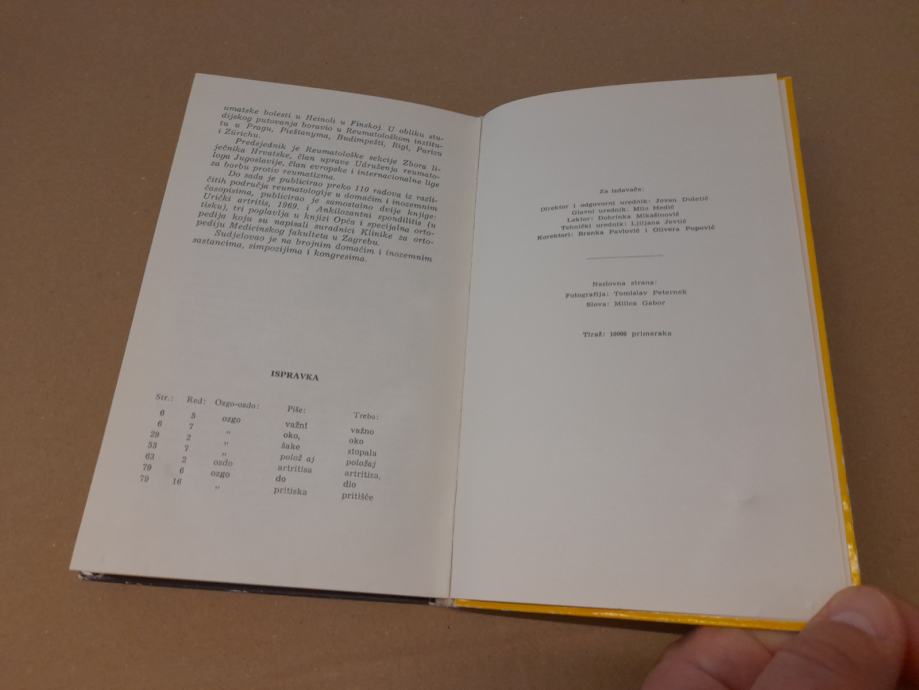 umatske bolesti u Heinoli u Finskoj. U obliku stu-
dijskog putovanja boravio u Reumatološkom institu-
tu u Pragu, Pieštanyma, Budimpešti, Rigi, Parizu
i Zürichu.
Predsjednik je Reumatološke sekcije Zbora li-
ječnika Hrvatske, član uprave Udruženja reumato-
loga Jugoslavije, član evropske i internacionalne lige
za borbu protiv reumatizma.
Do sada je publicirao preko 110 radova iz razli-
čitih područja reumatologije u domaćim i inozemnim
časopisima, publicirao je samostalno dvije knjige:
Urički artritis, 1969. i Ankilozantni spondilitis (u
tisku), tri poglavlja u knjizi Opća i specijalna orto-
pedija koju su napisali suradnici Klinike za orto-
pediju Medicinskog fakulteta u Zagrebu.
Sudjelovao je na brojnim domaćim i inozemnim
sastancima, simpozijima i kongresima.
ISPRAVKA
Str.: Red: Ozgo-ozdo: Piše: Treba:
6 5 ozgo važni važno
6 7 „ oko, oko
29 2 „ šake stopala
53 7 „ polož aj položaj
63 2 ozdo artritisa artritisa,
79 6 ozgo do dio
79 16 „ pritiska pritišće
Za izdavača:
Direktor i odgovorni urednik: Jovan Duletić
Glavni urednik: Milo Medić
Lektor: Dobrinka Mikašinović
Tehnički urednik: Liljana Jevtić
Korektori: Branka Pavlović i Olivera Popović
Naslovna strana:
Fotografija: Tomislav Peternek
Slova: Milica Gabor
Tiraž: 10000 primeraka